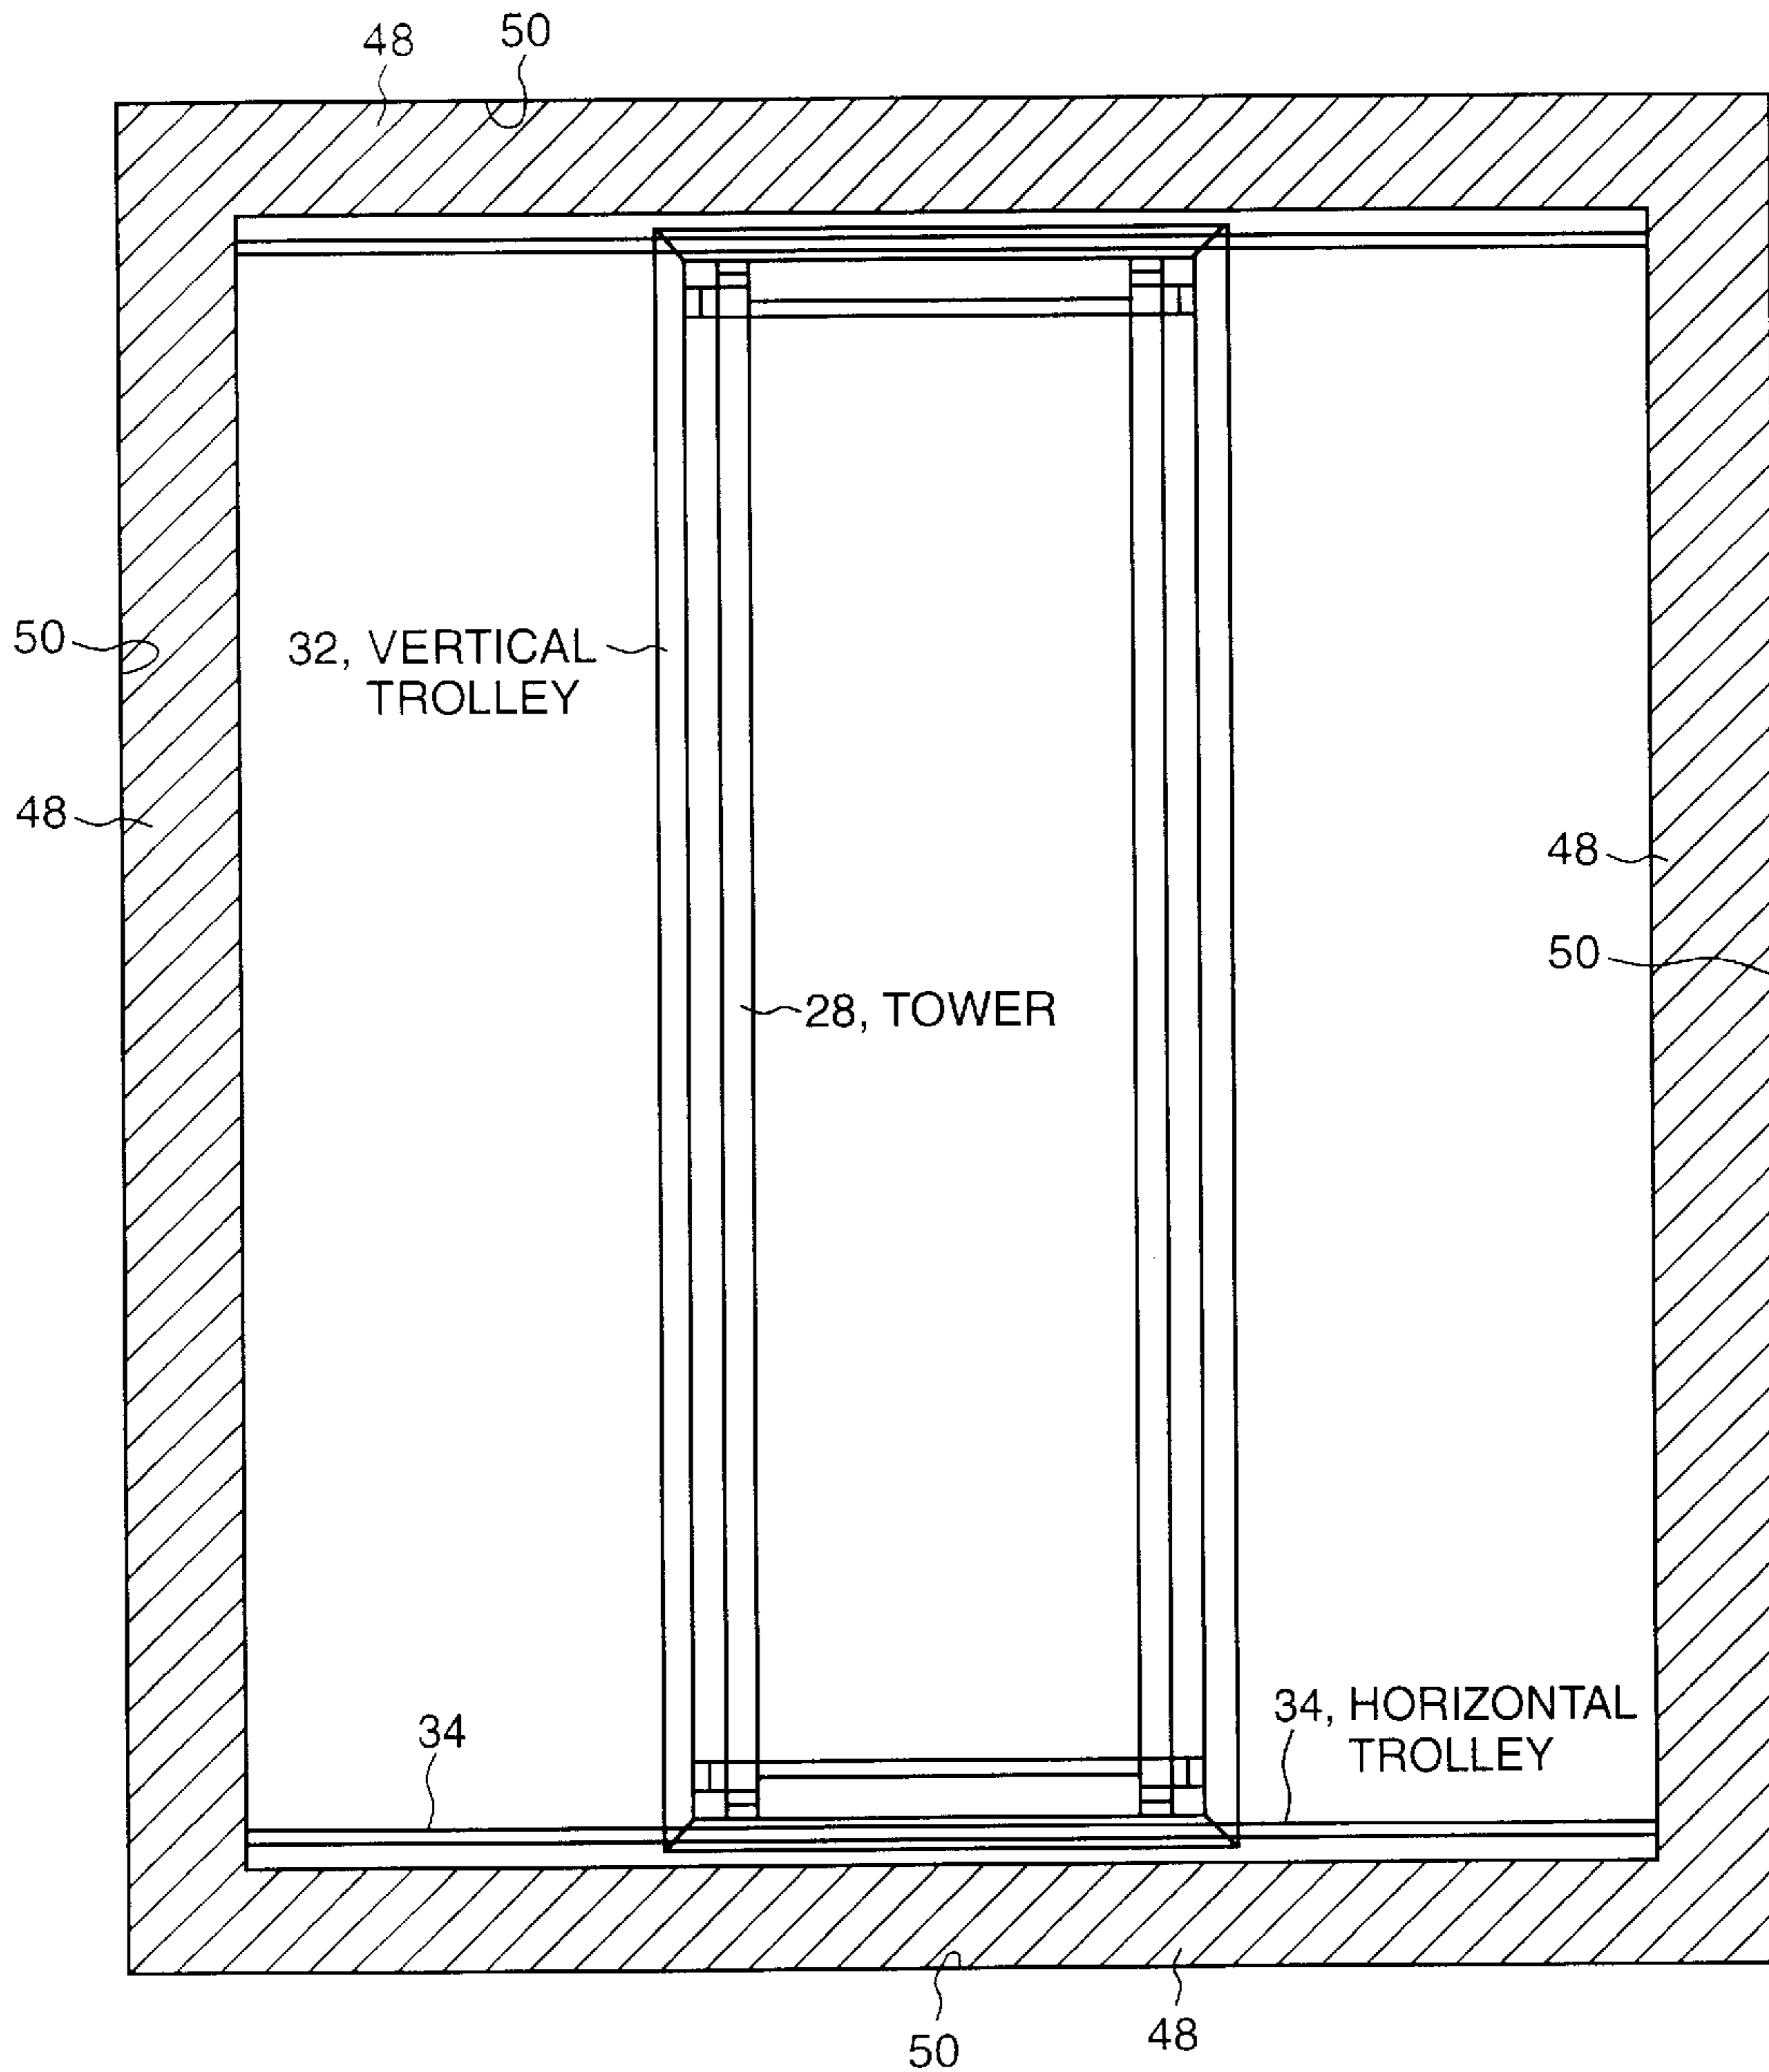 48
50
50
32, VERTICAL
TROLLEY
48
48
50
28, TOWER
34, HORIZONTAL
TROLLEY
34
50
48